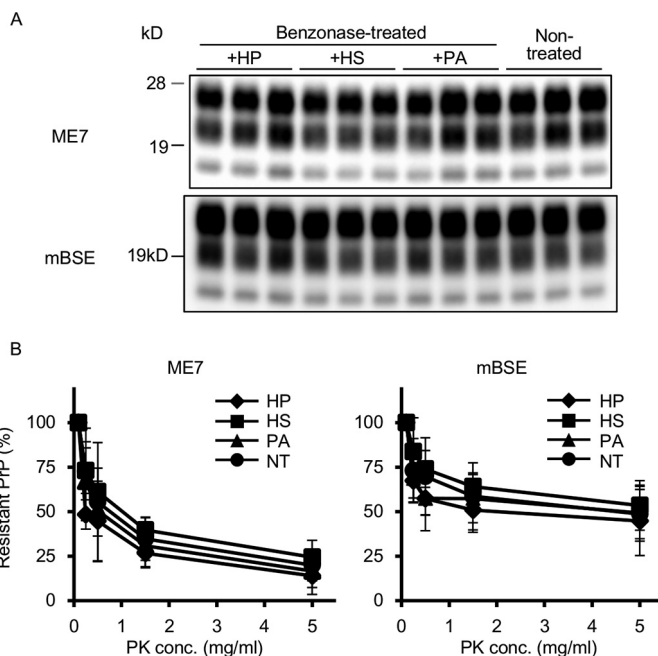 A
kD
Benzonase-treated
Non-
treated
+HP
+HS
+PA
28
ME7
19
mBSE
19kD
B
ME7
mBSE
HP
HS
PA
NT
HP
HS
PA
NT
Resistant PrP (%)
100
75
50
25
0
100
75
50
25
0
0 1 2 3 4 5
0 1 2 3 4 5
PK conc. (mg/ml)
PK conc. (mg/ml)